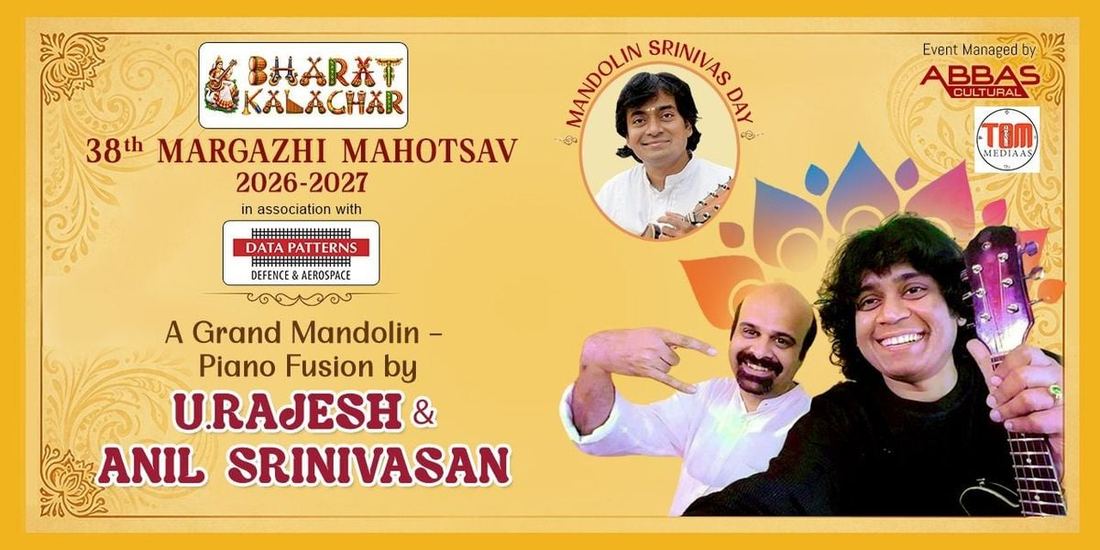 BHARAT
KALACHAR
38th MARGAZHI MAHOTSAV
2026-2027
in association with
DATA PATTERNS
DEFENCE & AEROSPACE
A Grand Mandolin –
Piano Fusion by
U.RAJESH &
ANIL SRINIVASAN
MANDOLIN SRINIVAS DAY
Event Managed by
ABBAS
CULTURAL
TOM
MEDIAAS